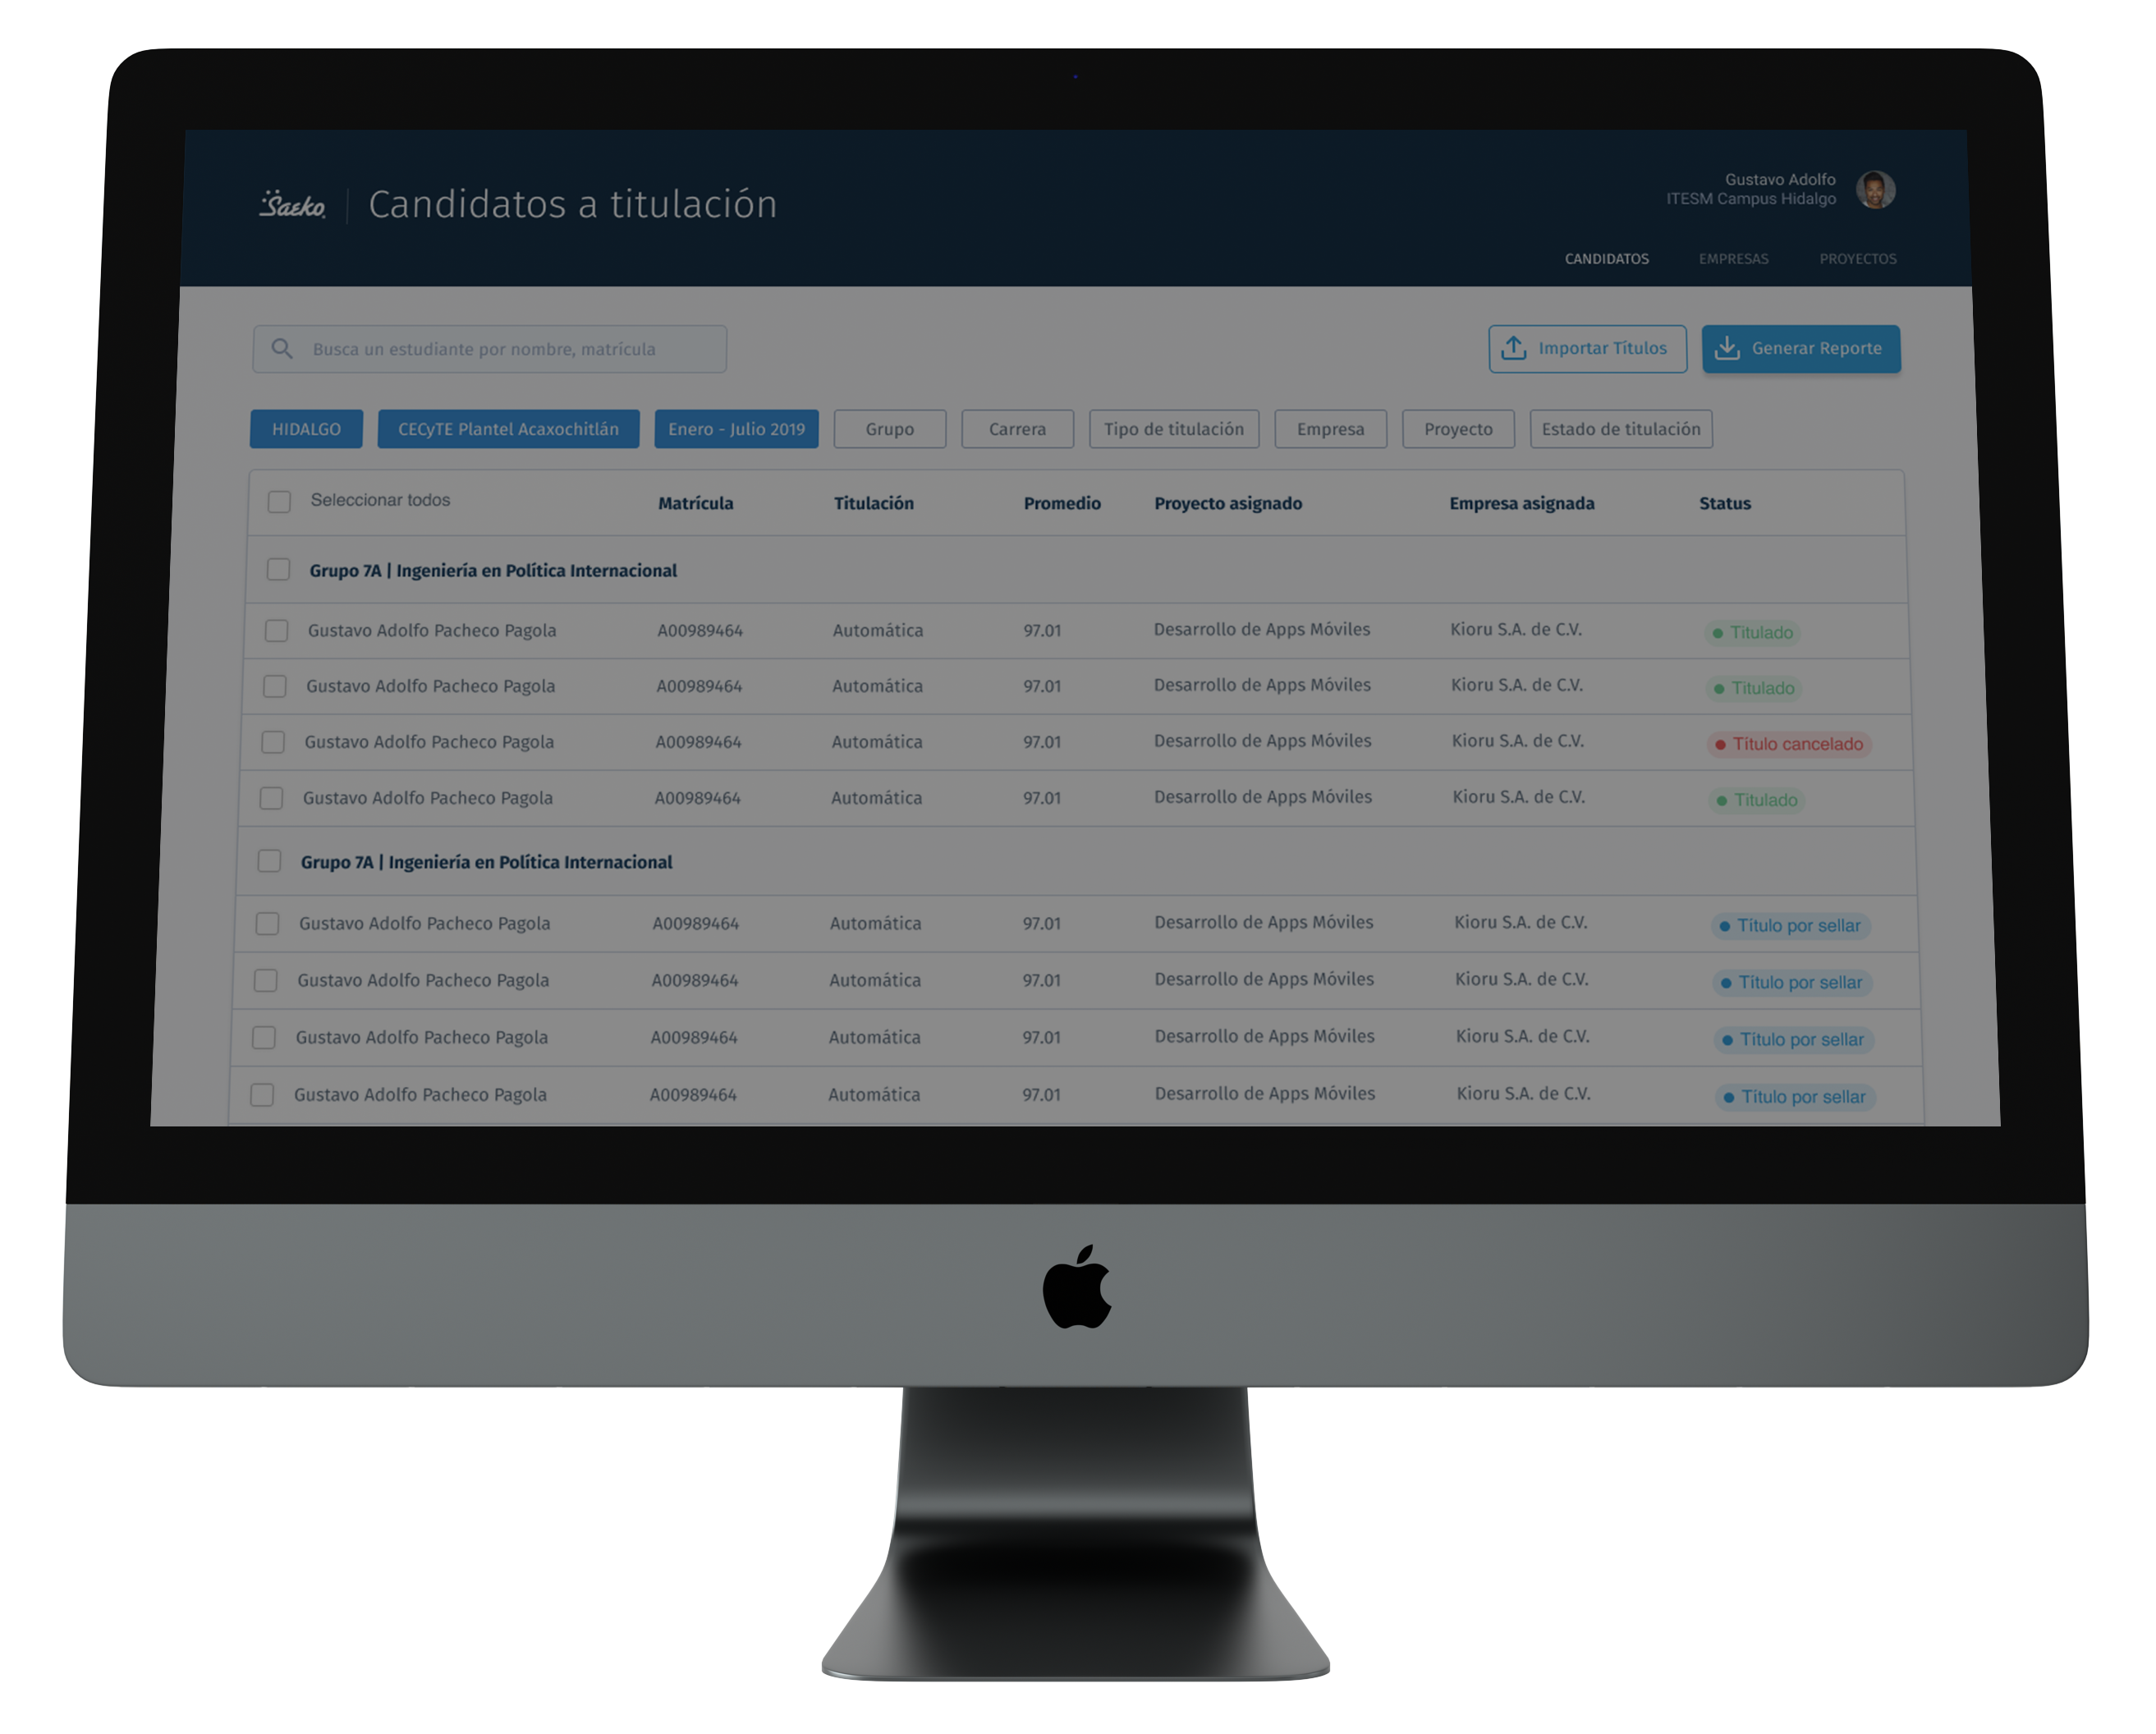 Saeko
Candidatos a titulación
Gustavo Adolfo
ITESM Campus Hidalgo
CANDIDATOS EMPRESAS PROYECTOS
Busca un estudiante por nombre, matrícula
Importar Títulos
Generar Reporte
HIDALGO CECyTE Plantel Acaxochitlán Enero - Julio 2019 Grupo Carrera Tipo de titulación Empresa Proyecto Estado de titulación
Seleccionar todos Matrícula Titulación Promedio Proyecto asignado Empresa asignada Status
Grupo 7A | Ingeniería en Política Internacional
Gustavo Adolfo Pacheco Pagola A00989464 Automática 97.01 Desarrollo de Apps Móviles Kioru S.A. de C.V. Titulado
Gustavo Adolfo Pacheco Pagola A00989464 Automática 97.01 Desarrollo de Apps Móviles Kioru S.A. de C.V. Titulado
Gustavo Adolfo Pacheco Pagola A00989464 Automática 97.01 Desarrollo de Apps Móviles Kioru S.A. de C.V. Título cancelado
Gustavo Adolfo Pacheco Pagola A00989464 Automática 97.01 Desarrollo de Apps Móviles Kioru S.A. de C.V. Titulado
Grupo 7A | Ingeniería en Política Internacional
Gustavo Adolfo Pacheco Pagola A00989464 Automática 97.01 Desarrollo de Apps Móviles Kioru S.A. de C.V. Título por sellar
Gustavo Adolfo Pacheco Pagola A00989464 Automática 97.01 Desarrollo de Apps Móviles Kioru S.A. de C.V. Título por sellar
Gustavo Adolfo Pacheco Pagola A00989464 Automática 97.01 Desarrollo de Apps Móviles Kioru S.A. de C.V. Título por sellar
Gustavo Adolfo Pacheco Pagola A00989464 Automática 97.01 Desarrollo de Apps Móviles Kioru S.A. de C.V. Título por sellar